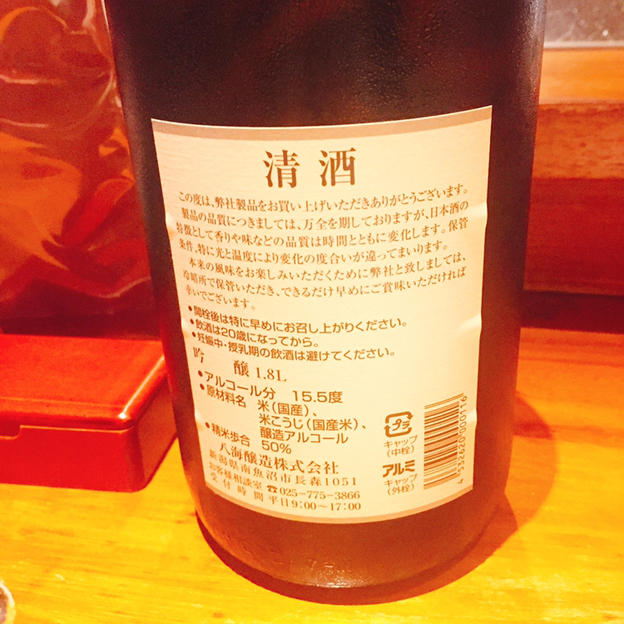 清酒
この度は、弊社製品をお買い上げいただきありがとうございます。
製品の品質につきましては、万全を期しておりますが、日本酒の
特徴として香りや味などの品質は時間とともに変化します。保管
条件、特に光と温度により変化の度合いが違ってまいります。
本来の風味をお楽しみいただくために弊社と致しましては、
冷暗所で保管いただき、できるだけ早めにご賞味いただければ
幸いでございます。
●開栓後は特に早めにお召し上がりください。
●飲酒は20歳になってから。
●妊娠中・授乳期の飲酒は避けてください。
吟 醸 1.8L
●アルコール分 15.5度
●原材料名 米(国産)、
米こうじ(国産米)、
醸造アルコール
●精米歩合 50%
八海醸造株式会社
新潟県南魚沼市長森1051
お客様相談室 ☎025-775-3866
受付時間 平日9:00〜17:00
プラ
キャップ
(中栓)
アルミ
キャップ
(外栓)